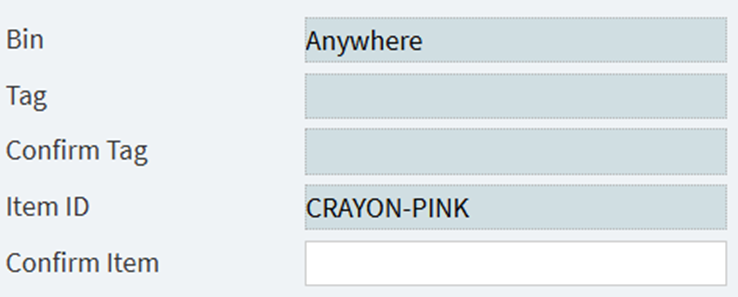 Bin Anywhere
Tag
Confirm Tag
Item ID CRAYON-PINK
Confirm Item